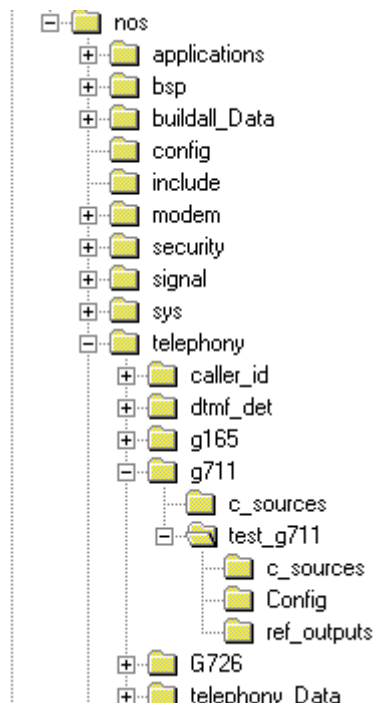 nos
applications
bsp
buildall_Data
config
include
modem
security
signal
sys
telephony
caller_id
dtmf_det
g165
g711
c_sources
test_g711
c_sources
Config
ref_outputs
G726
telephony_Data